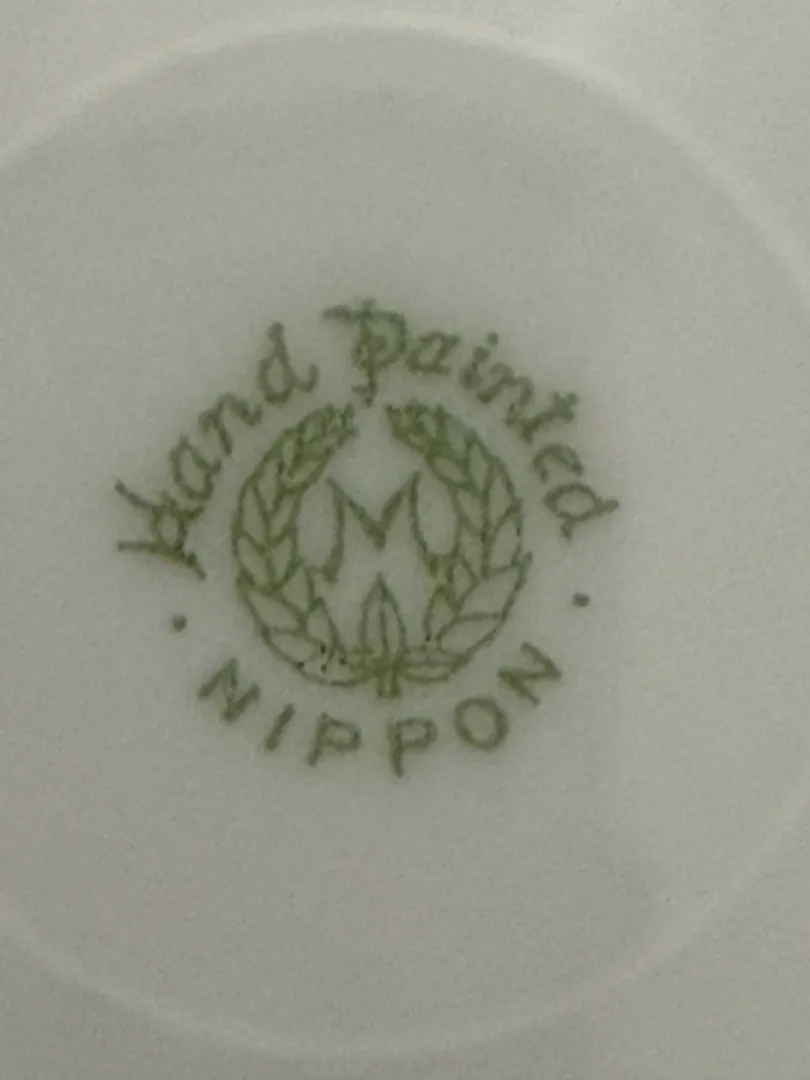 Hand Painted
M
· NIPPON ·